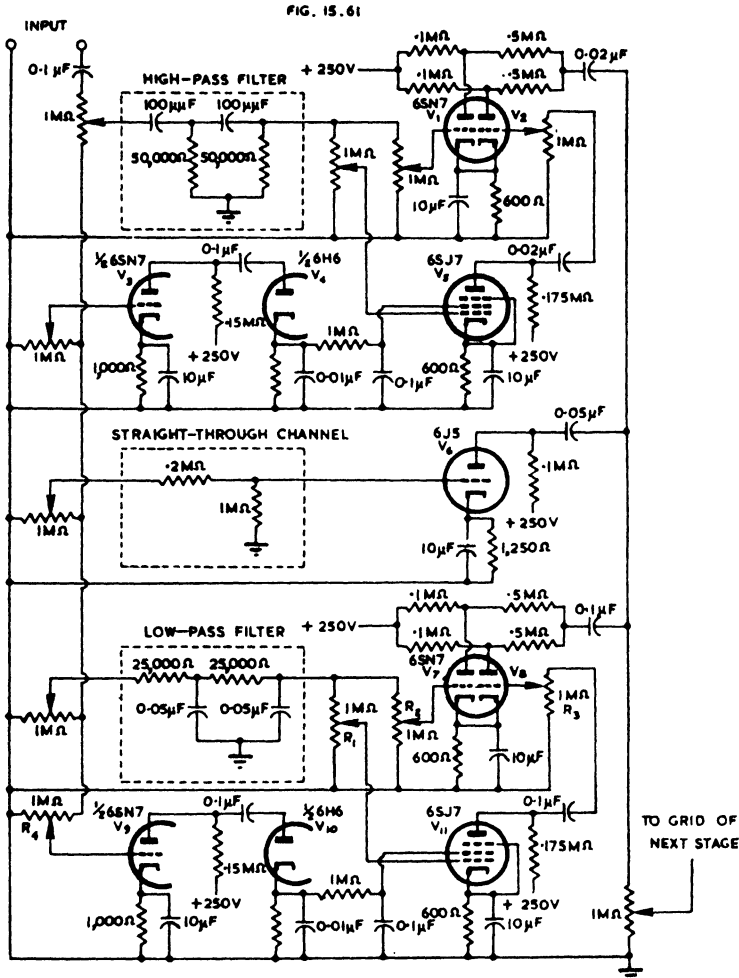 FIG. 15.61
INPUT
0.1 µF
1MΩ
HIGH-PASS FILTER
100µµF 100µµF
50,000Ω 50,000Ω
1MΩ
1MΩ
+ 250V
.1MΩ .5MΩ
.1MΩ .5MΩ
0.02µF
6SN7
V1 V2
1MΩ
10µF
600Ω
½ 6SN7
V3
0.1µF
½ 6H6
V4
6SJ7
V5
0.02µF
1MΩ
1,000Ω
10µF
.15MΩ
+250V
1MΩ
0.01µF
0.1µF
600Ω
10µF
.175MΩ
+250V
STRAIGHT-THROUGH CHANNEL
.2MΩ
1MΩ
1MΩ
6J5
V6
0.05µF
.1MΩ
+ 250V
10µF
1,250Ω
LOW-PASS FILTER
25,000Ω 25,000Ω
0.05µF 0.05µF
1MΩ
+ 250V
.1MΩ .5MΩ
.1MΩ .5MΩ
0.1µF
6SN7
V7 V8
1MΩ
R1
R2
1MΩ
1MΩ
R3
600Ω
10µF
1MΩ
R4
½6SN7
V9
0.1µF
½6H6
V10
6SJ7
V11
0.1µF
1,000Ω
10µF
.15MΩ
+250V
1MΩ
0.01µF
0.1µF
600Ω
10µF
.175MΩ
+ 250V
TO GRID OF
NEXT STAGE
1MΩ